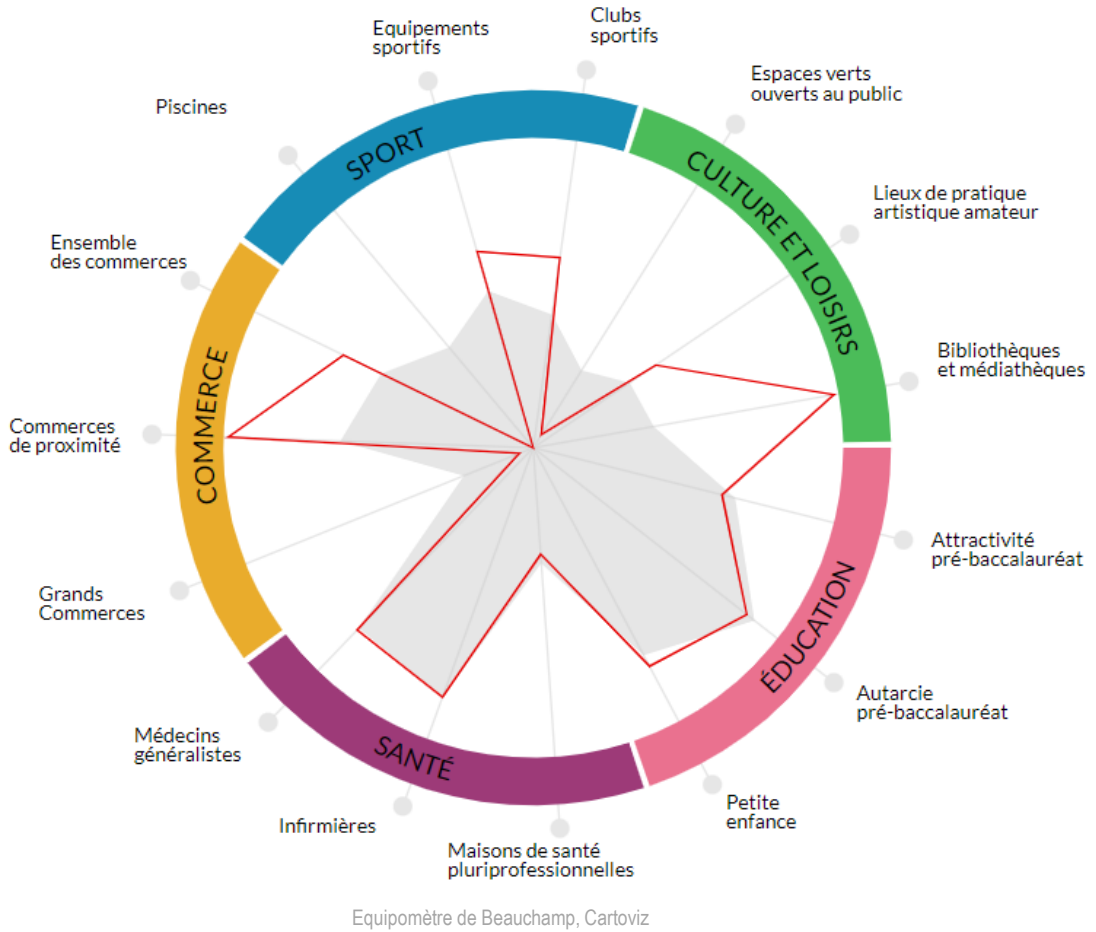 Equipements
sportifs
Clubs
sportifs
Espaces verts
ouverts au public
Piscines
SPORT
CULTURE ET LOISIRS
Lieux de pratique
artistique amateur
Ensemble
des commerces
Bibliothèques
et médiathèques
COMMERCE
Commerces
de proximité
Attractivité
pré-baccalauréat
Grands
Commerces
ÉDUCATION
Autarcie
pré-baccalauréat
Médecins
généralistes
SANTÉ
Petite
enfance
Infirmières
Maisons de santé
pluriprofessionnelles
Equipomètre de Beauchamp, Cartoviz